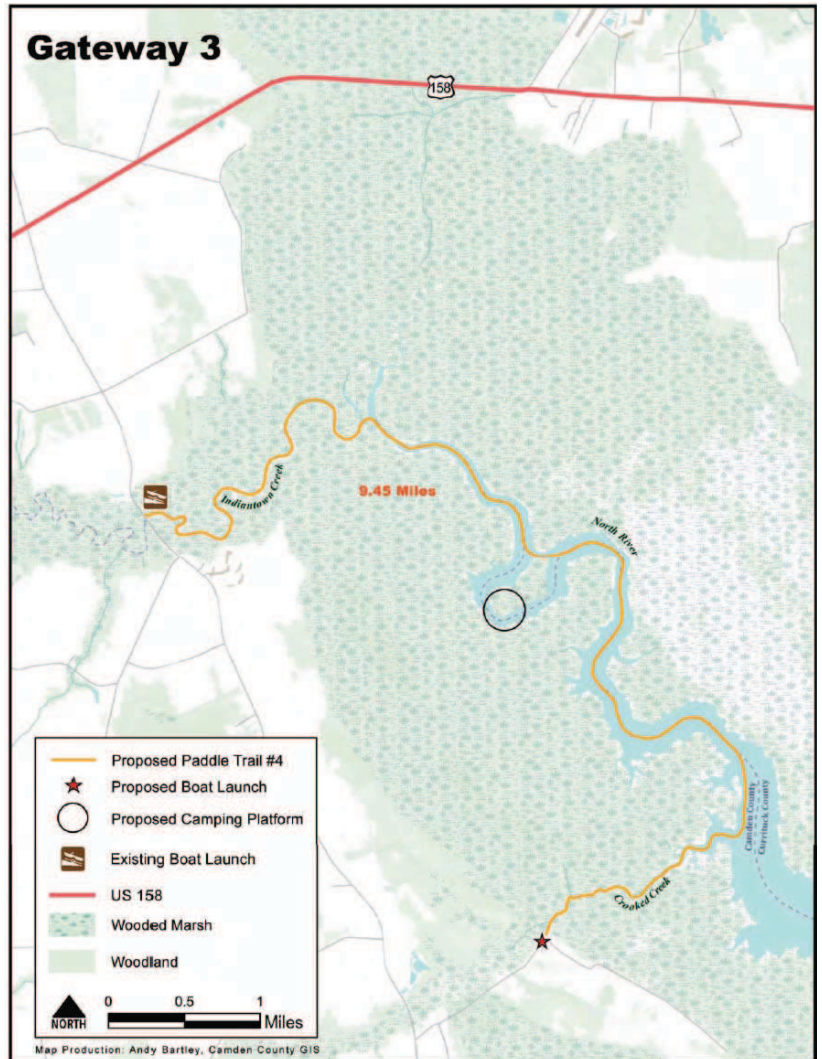 Gateway 3
158
Indiantown Creek
9.45 Miles
North River
Camden County
Currituck County
Crooked Creek
Proposed Paddle Trail #4
Proposed Boat Launch
Proposed Camping Platform
Existing Boat Launch
US 158
Wooded Marsh
Woodland
NORTH
0 0.5 1
Miles
Map Production: Andy Bartley, Camden County GIS